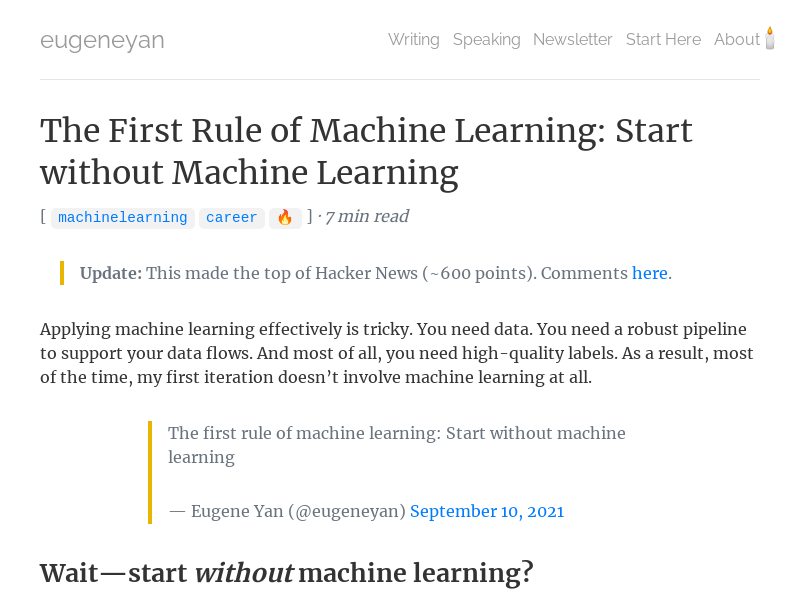 eugeneyan
Writing Speaking Newsletter Start Here About🕯️
The First Rule of Machine Learning: Start
without Machine Learning
[ machinelearning career 🔥 ] · 7 min read
Update: This made the top of Hacker News (~600 points). Comments here.
Applying machine learning effectively is tricky. You need data. You need a robust pipeline
to support your data flows. And most of all, you need high-quality labels. As a result, most
of the time, my first iteration doesn’t involve machine learning at all.
The first rule of machine learning: Start without machine
learning
— Eugene Yan (@eugeneyan) September 10, 2021
Wait—start without machine learning?